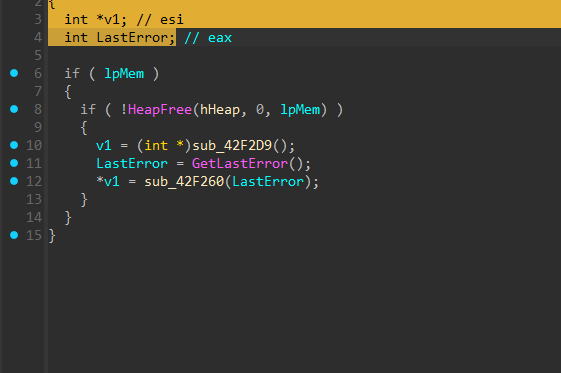 2 {
3 int *v1; // esi
4 int LastError; // eax
5
6 if ( lpMem )
7 {
8 if ( !HeapFree(hHeap, 0, lpMem) )
9 {
10 v1 = (int *)sub_42F2D9();
11 LastError = GetLastError();
12 *v1 = sub_42F260(LastError);
13 }
14 }
15 }